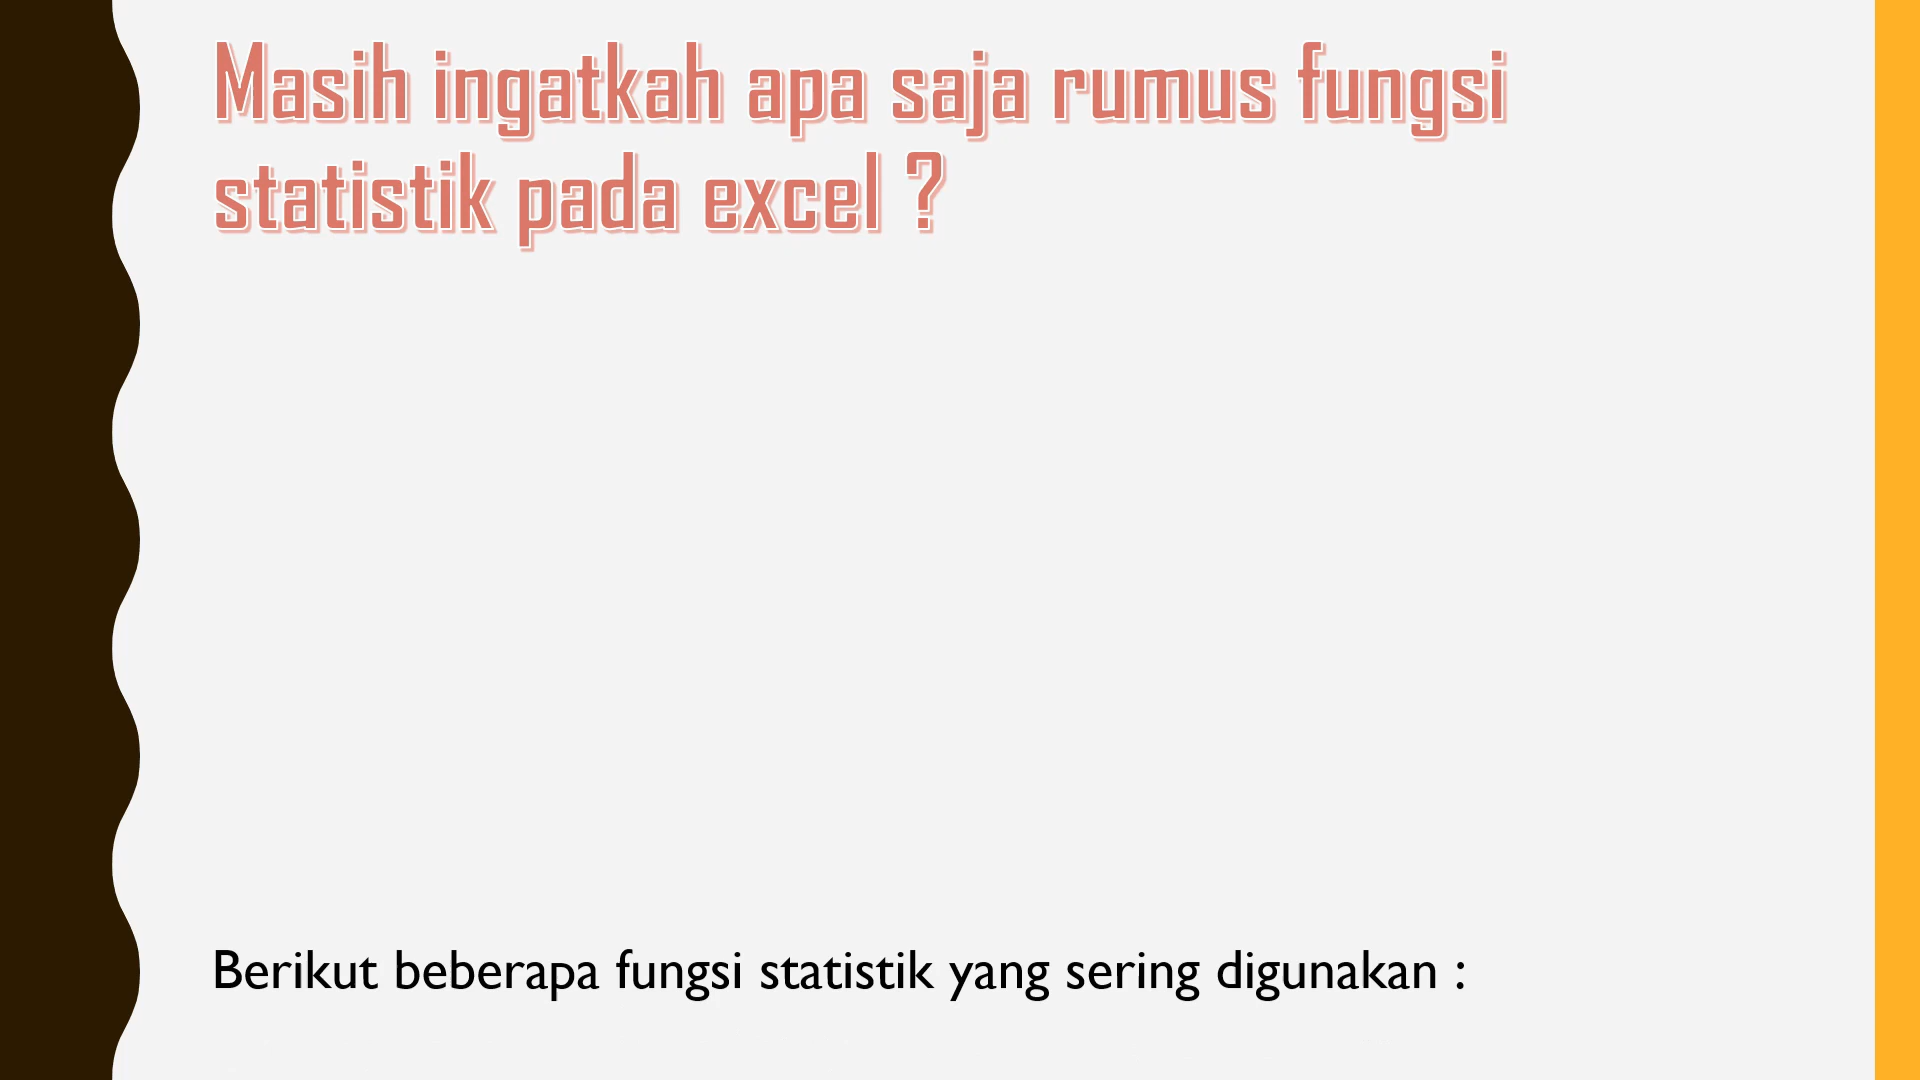 Masih ingatkah apa saja rumus fungsi
statistik pada excel ?
Berikut beberapa fungsi statistik yang sering digunakan :